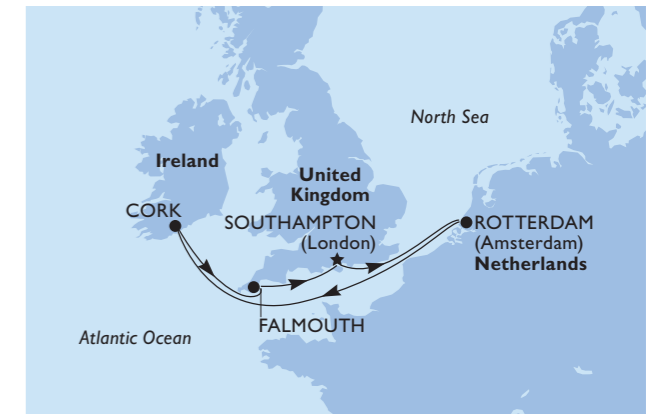 North Sea
Ireland
United
Kingdom
CORK
SOUTHAMPTON
(London)
ROTTERDAM
(Amsterdam)
Netherlands
FALMOUTH
Atlantic Ocean